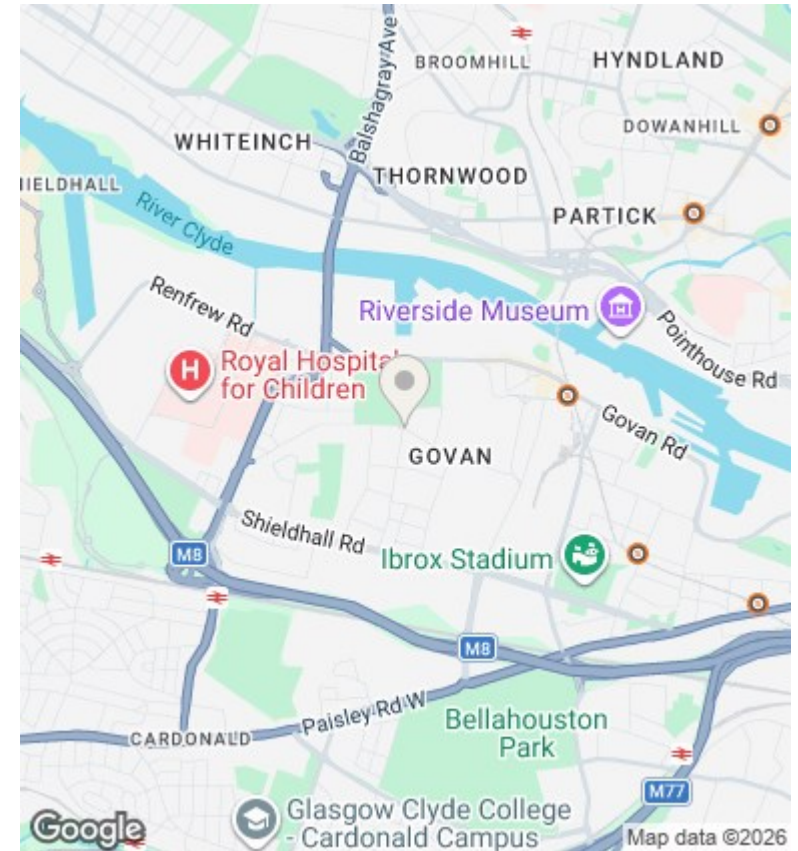 Balshagray Ave
BROOMHILL
HYNDLAND
DOWANHILL
WHITEINCH
THORNWOOD
IELDHALL
PARTICK
River Clyde
Renfrew Rd
Riverside Museum
Pointhouse Rd
H
Royal Hospital
for Children
Govan Rd
GOVAN
Shieldhall Rd
Ibrox Stadium
M8
M8
Paisley Rd W
Bellahouston
Park
CARDONALD
M77
Glasgow Clyde College
- Cardonald Campus
Google
Map data ©2026